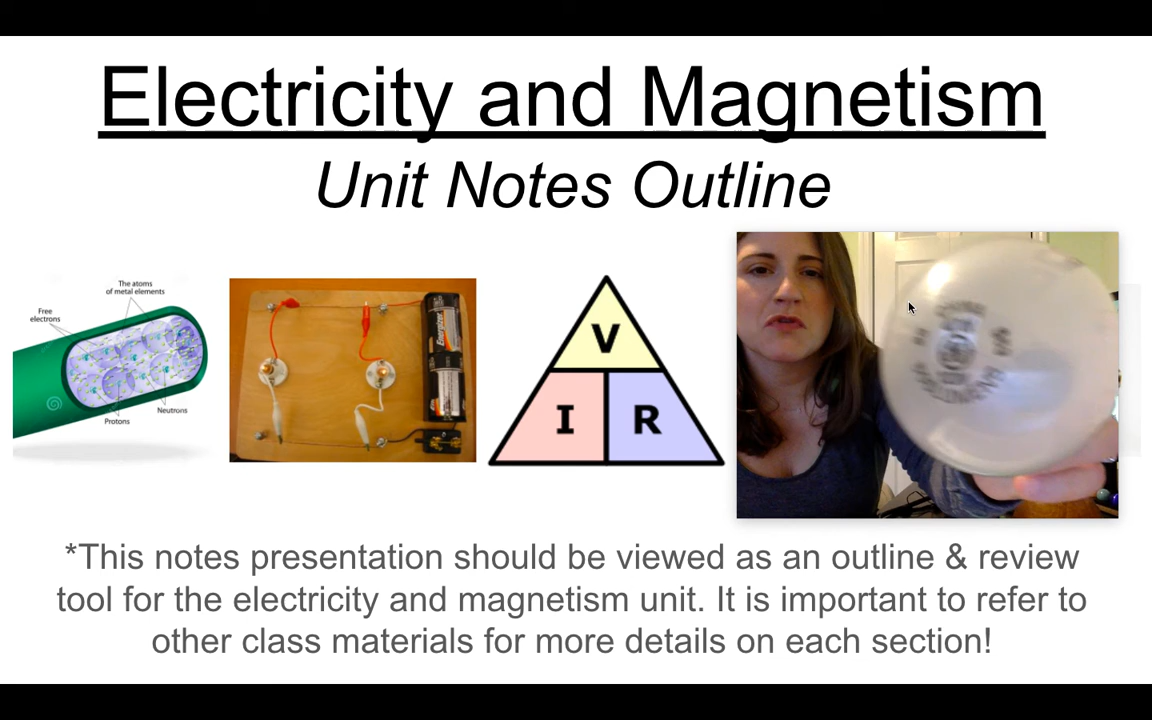 Electricity and Magnetism
Unit Notes Outline
The atoms
of metal elements
Free
electrons
Neutrons
Protons
Energizer
V
I R
*This notes presentation should be viewed as an outline & review
tool for the electricity and magnetism unit. It is important to refer to
other class materials for more details on each section!